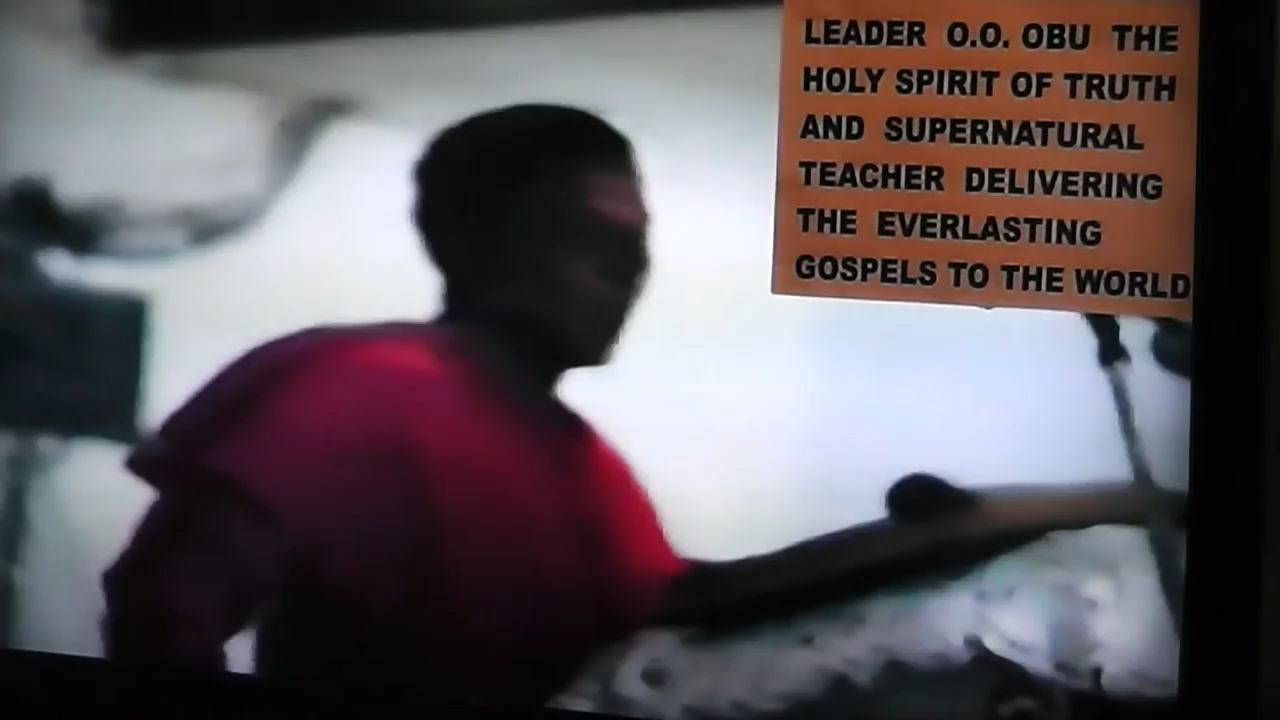 LEADER O.O. OBU THE
HOLY SPIRIT OF TRUTH
AND SUPERNATURAL
TEACHER DELIVERING
THE EVERLASTING
GOSPELS TO THE WORLD